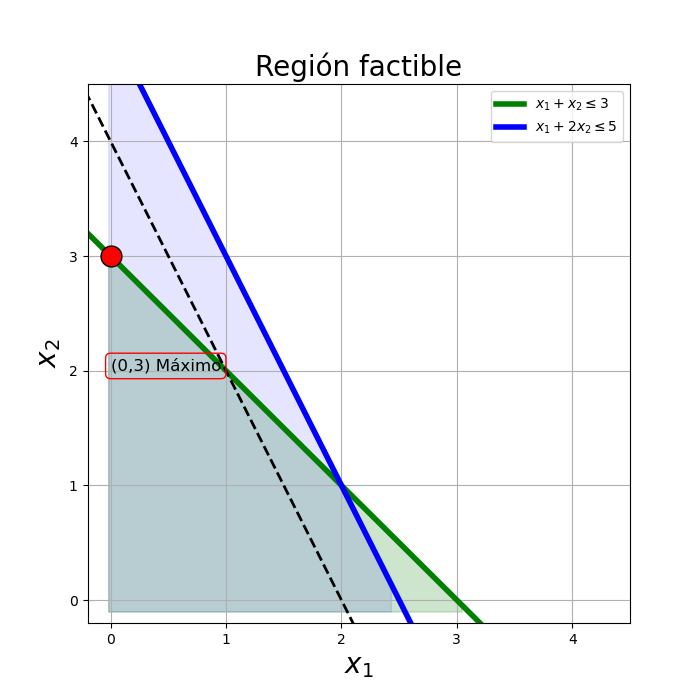 Región factible
x₁ + x₂ ≤ 3
x₁ + 2x₂ ≤ 5
4
3
2
1
0
(0,3) Máximo
0
1
2
3
4
x₂
x₁